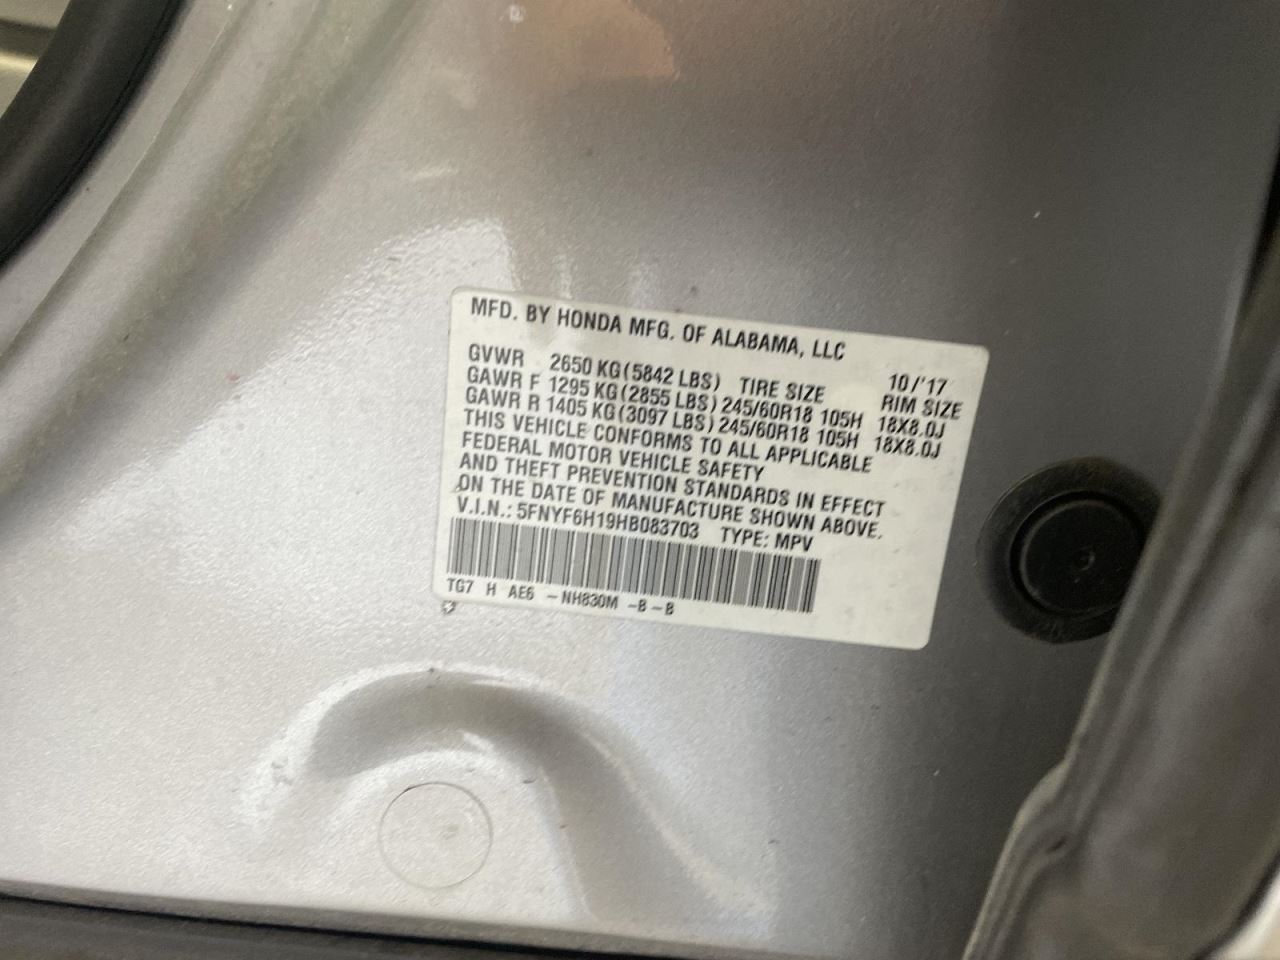 MFD. BY HONDA MFG. OF ALABAMA, LLC
10/'17
GVWR 2650 KG(5842 LBS) TIRE SIZE RIM SIZE
GAWR F 1295 KG(2855 LBS) 245/60R18 105H 18X8.0J
GAWR R 1405 KG(3097 LBS) 245/60R18 105H 18X8.0J
THIS VEHICLE CONFORMS TO ALL APPLICABLE
FEDERAL MOTOR VEHICLE SAFETY
AND THEFT PREVENTION STANDARDS IN EFFECT
ON THE DATE OF MANUFACTURE SHOWN ABOVE.
V.I.N.: 5FNYF6H19HB083703 TYPE: MPV
TG7 H AE6 -NH830M -B-B